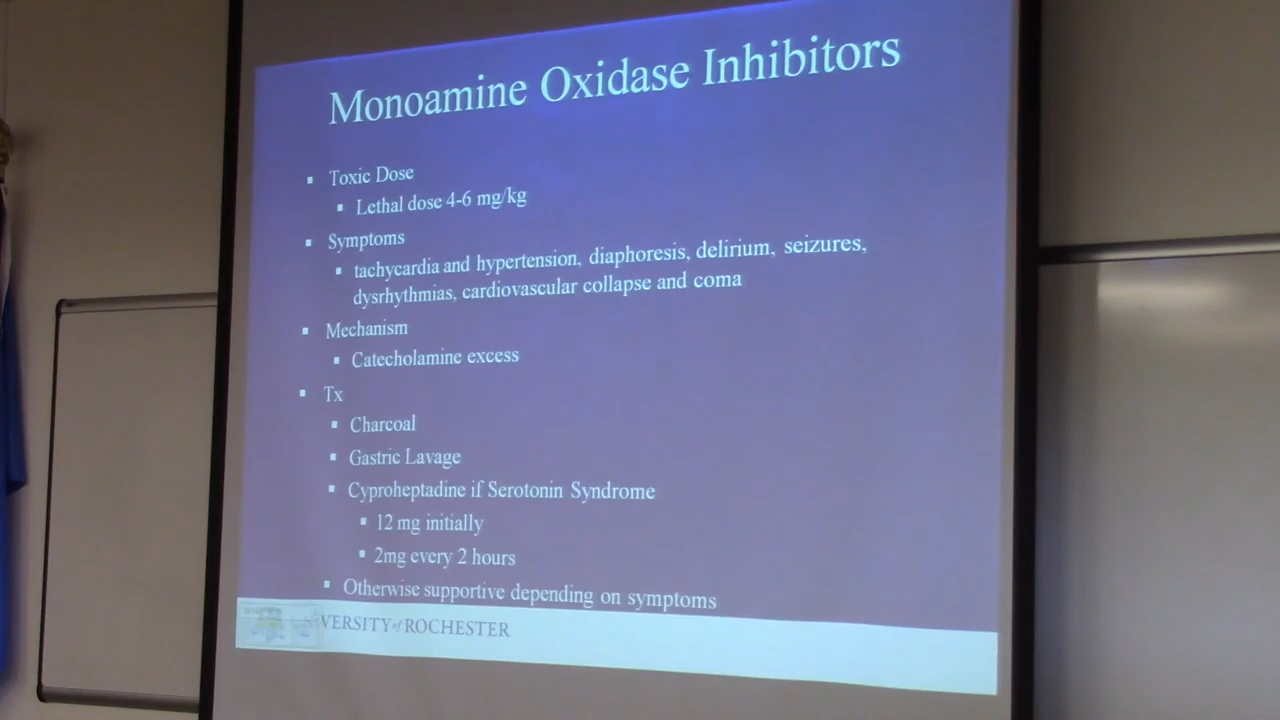 Monoamine Oxidase Inhibitors
▪ Toxic Dose
▪ Lethal dose 4-6 mg/kg
▪ Symptoms
▪ tachycardia and hypertension, diaphoresis, delirium, seizures,
dysrhythmias, cardiovascular collapse and coma
▪ Mechanism
▪ Catecholamine excess
▪ Tx
▪ Charcoal
▪ Gastric Lavage
▪ Cyproheptadine if Serotonin Syndrome
▪ 12 mg initially
▪ 2mg every 2 hours
▪ Otherwise supportive depending on symptoms
VERSITY of ROCHESTER